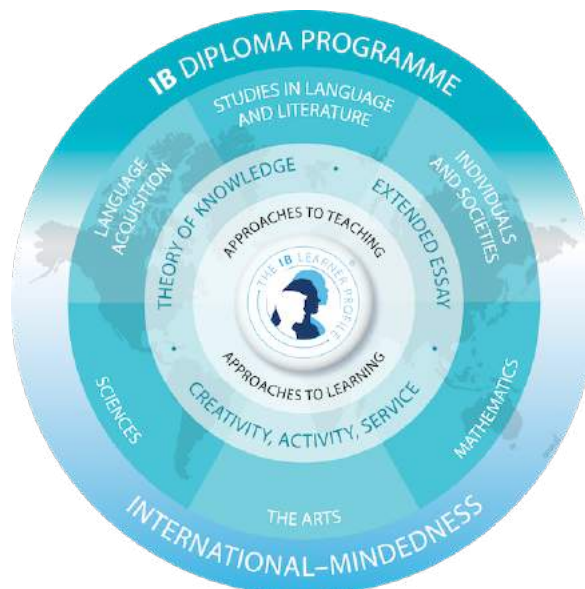 IB DIPLOMA PROGRAMME
STUDIES IN LANGUAGE
AND LITERATURE
LANGUAGE
ACQUISITION
INDIVIDUALS
AND SOCIETIES
THEORY OF KNOWLEDGE
EXTENDED ESSAY
APPROACHES TO TEACHING
THE IB LEARNER PROFILE
®
APPROACHES TO LEARNING
CREATIVITY, ACTIVITY, SERVICE
SCIENCES
MATHEMATICS
THE ARTS
INTERNATIONAL–MINDEDNESS